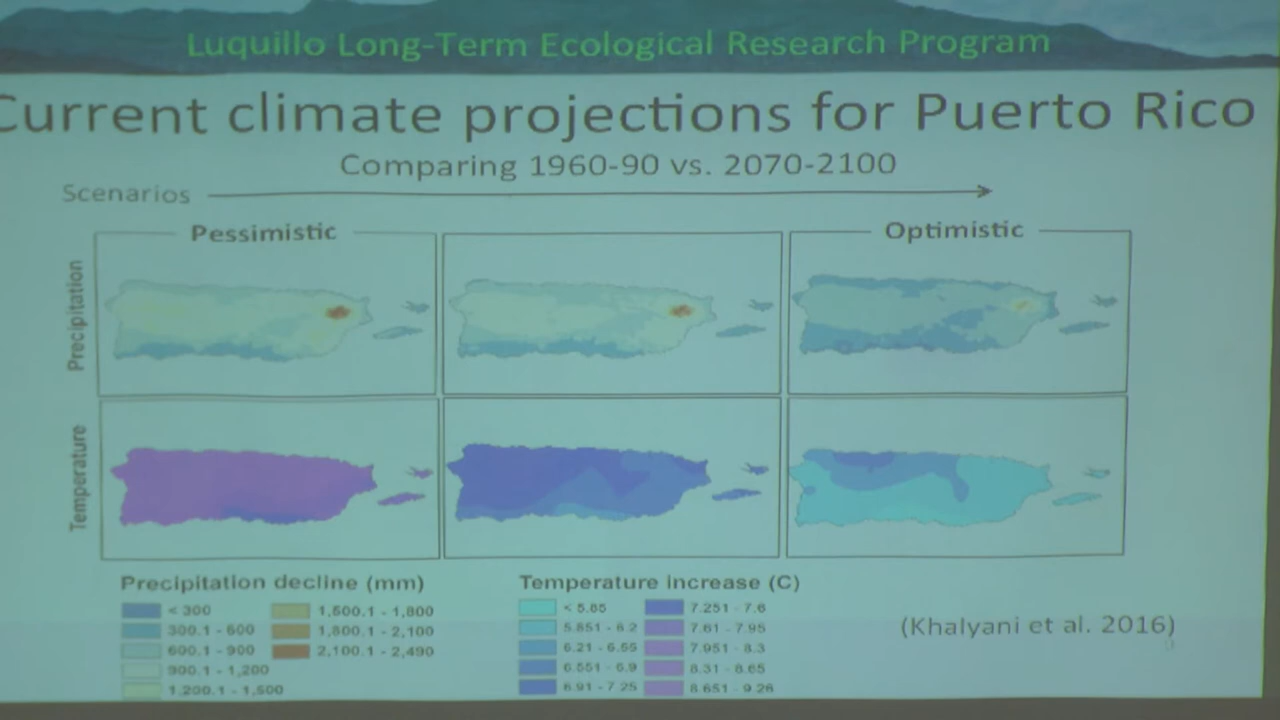 Luquillo Long-Term Ecological Research Program
Current climate projections for Puerto Rico
Comparing 1960-90 vs. 2070-2100
Scenarios
Pessimistic
Optimistic
Precipitation
Temperature
Precipitation decline (mm)
< 300
300.1 - 600
600.1 - 900
900.1 - 1,200
1,200.1 - 1,500
1,500.1 - 1,800
1,800.1 - 2,100
2,100.1 - 2,490
Temperature increase (C)
< 5.85
5.851 - 6.2
6.21 - 6.55
6.551 - 6.9
6.91 - 7.25
7.251 - 7.6
7.61 - 7.95
7.951 - 8.3
8.31 - 8.65
8.651 - 9.26
(Khalyani et al. 2016)